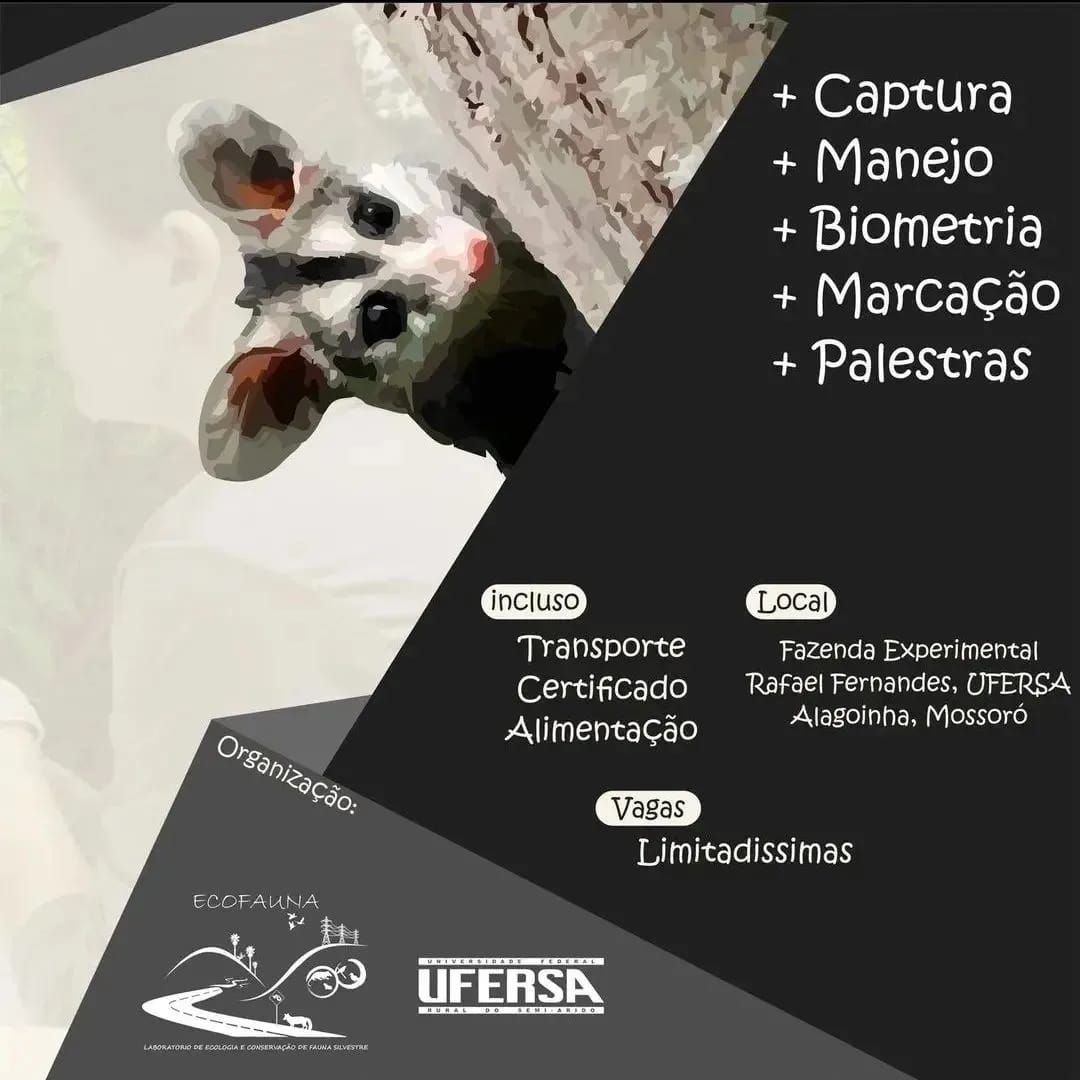 + Captura
+ Manejo
+ Biometria
+ Marcação
+ Palestras
incluso
Transporte
Certificado
Alimentação
Local
Fazenda Experimental
Rafael Fernandes, UFERSA
Alagoinha, Mossoró
Vagas
Limitadissimas
Organização:
ECOFAUNA
LABORATORIO DE ECOLOGIA E CONSERVAÇÃO DE FAUNA SILVESTRE
UNIVERSIDADE FEDERAL
UFERSA
RURAL DO SEMI-ARIDO